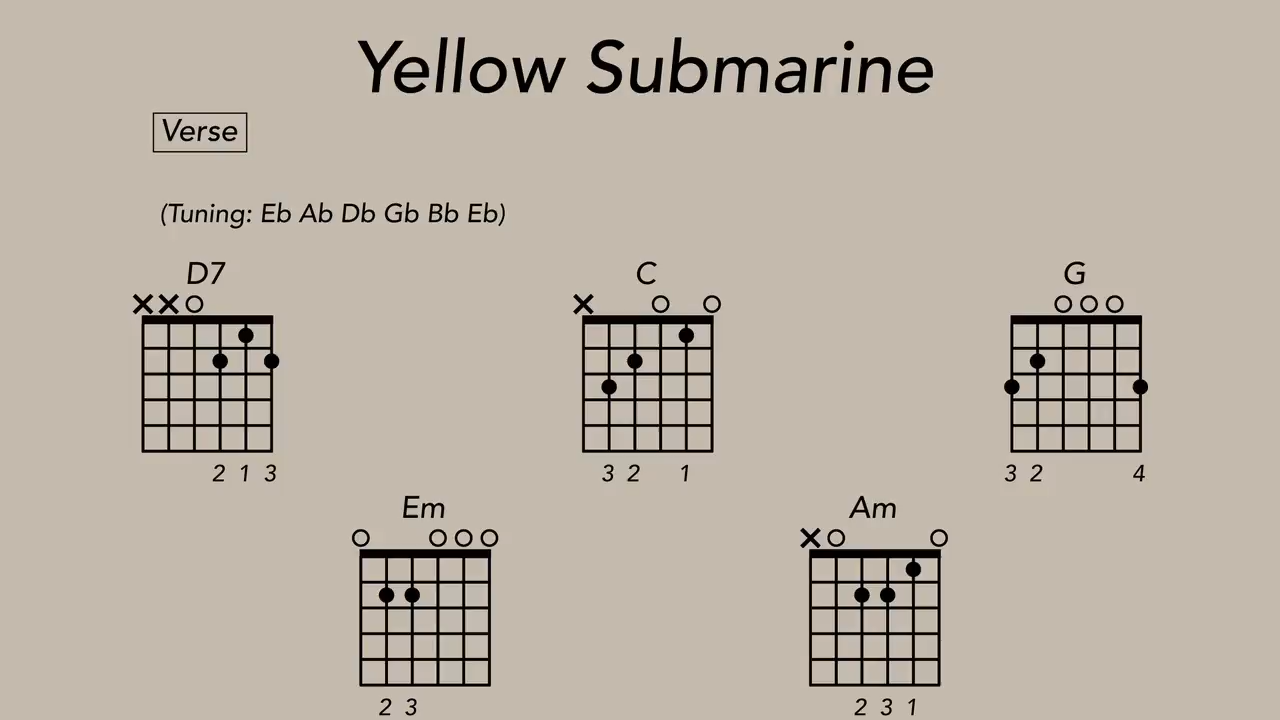 Yellow Submarine
Verse
(Tuning: Eb Ab Db Gb Bb Eb)
D7 C G
2 1 3 3 2 1 3 2 4
Em Am
2 3 2 3 1